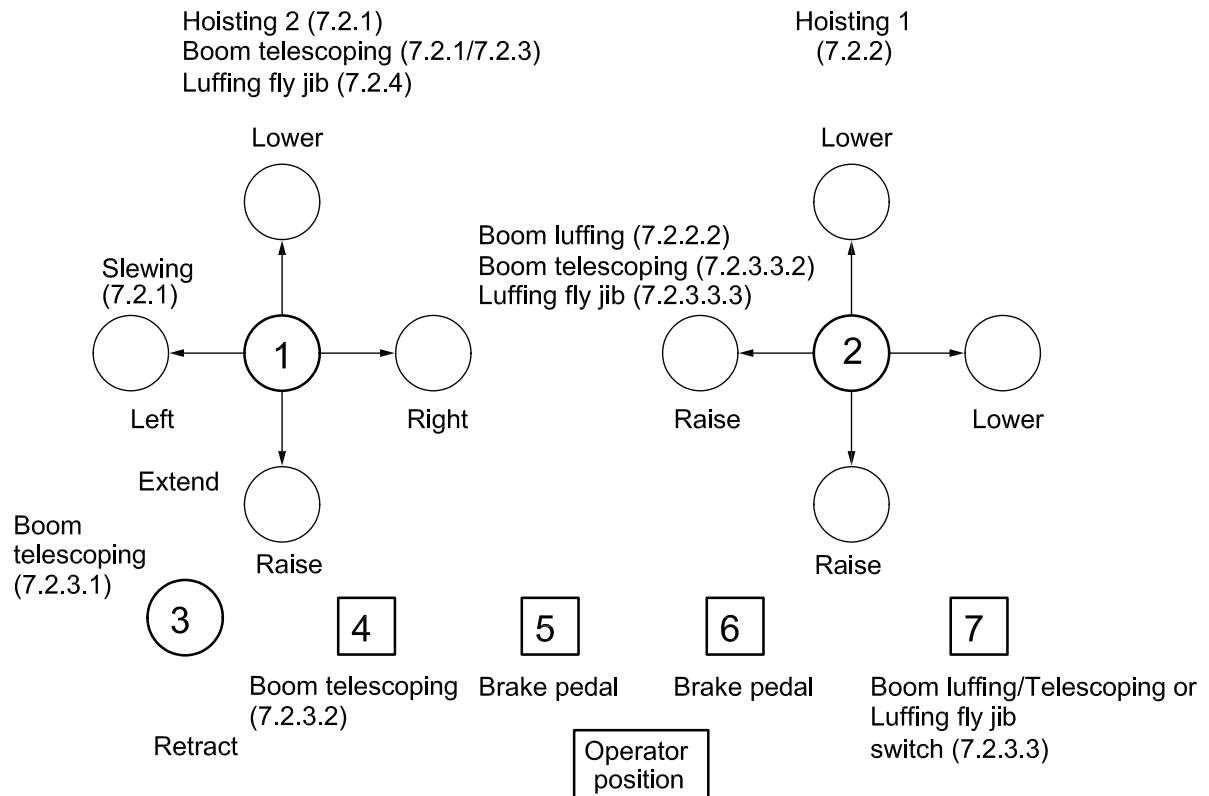 Hoisting 2 (7.2.1)
Boom telescoping (7.2.1/7.2.3)
Luffing fly jib (7.2.4)
Hoisting 1
(7.2.2)
Lower
Lower
Slewing
(7.2.1)
Boom luffing (7.2.2.2)
Boom telescoping (7.2.3.3.2)
Luffing fly jib (7.2.3.3.3)
1
2
Left
Right
Raise
Lower
Extend
Raise
Raise
Boom
telescoping
(7.2.3.1)
3
4
5
6
7
Boom telescoping
(7.2.3.2)
Brake pedal
Brake pedal
Boom luffing/Telescoping or
Luffing fly jib
switch (7.2.3.3)
Retract
Operator
position